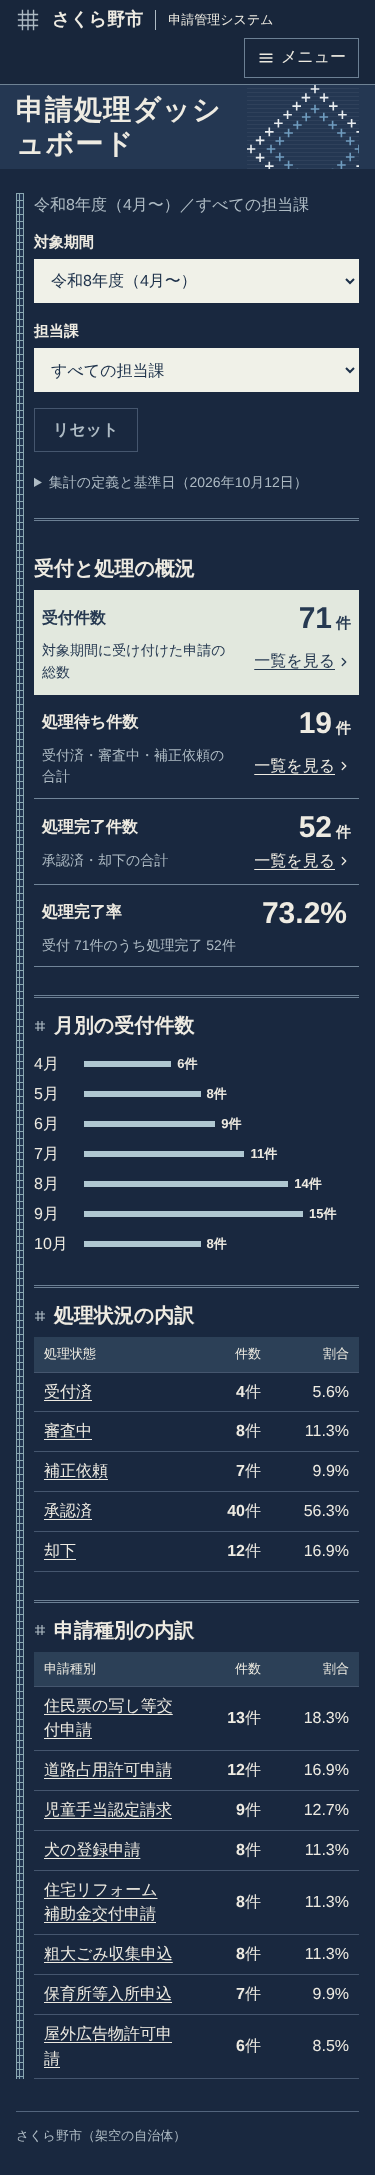 さくら野市 申請管理システム
メニュー
申請処理ダッシ
ュボード
令和8年度（4月〜）／すべての担当課
対象期間
令和8年度（4月〜）
担当課
すべての担当課
リセット
集計の定義と基準日（2026年10月12日）
受付と処理の概況
受付件数 71 件
対象期間に受け付けた申請の
総数
一覧を見る
処理待ち件数 19 件
受付済・審査中・補正依頼の
合計
一覧を見る
処理完了件数 52 件
承認済・却下の合計 一覧を見る
処理完了率 73.2%
受付 71件のうち処理完了 52件
月別の受付件数
4月 6件
5月 8件
6月 9件
7月 11件
8月 14件
9月 15件
10月 8件
処理状況の内訳
処理状態 件数 割合
受付済 4件 5.6%
審査中 8件 11.3%
補正依頼 7件 9.9%
承認済 40件 56.3%
却下 12件 16.9%
申請種別の内訳
申請種別 件数 割合
住民票の写し等交
付申請 13件 18.3%
道路占用許可申請 12件 16.9%
児童手当認定請求 9件 12.7%
犬の登録申請 8件 11.3%
住宅リフォーム
補助金交付申請 8件 11.3%
粗大ごみ収集申込 8件 11.3%
保育所等入所申込 7件 9.9%
屋外広告物許可申
請 6件 8.5%
さくら野市（架空の自治体）